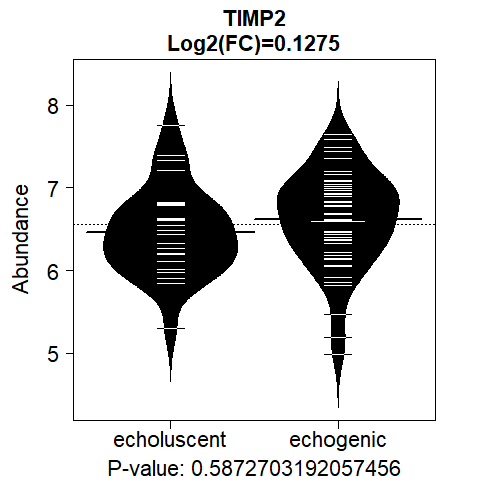 TIMP2
Log2(FC)=0.1275
Abundance
8
7
6
5
echoluscent echogenic
P-value: 0.5872703192057456